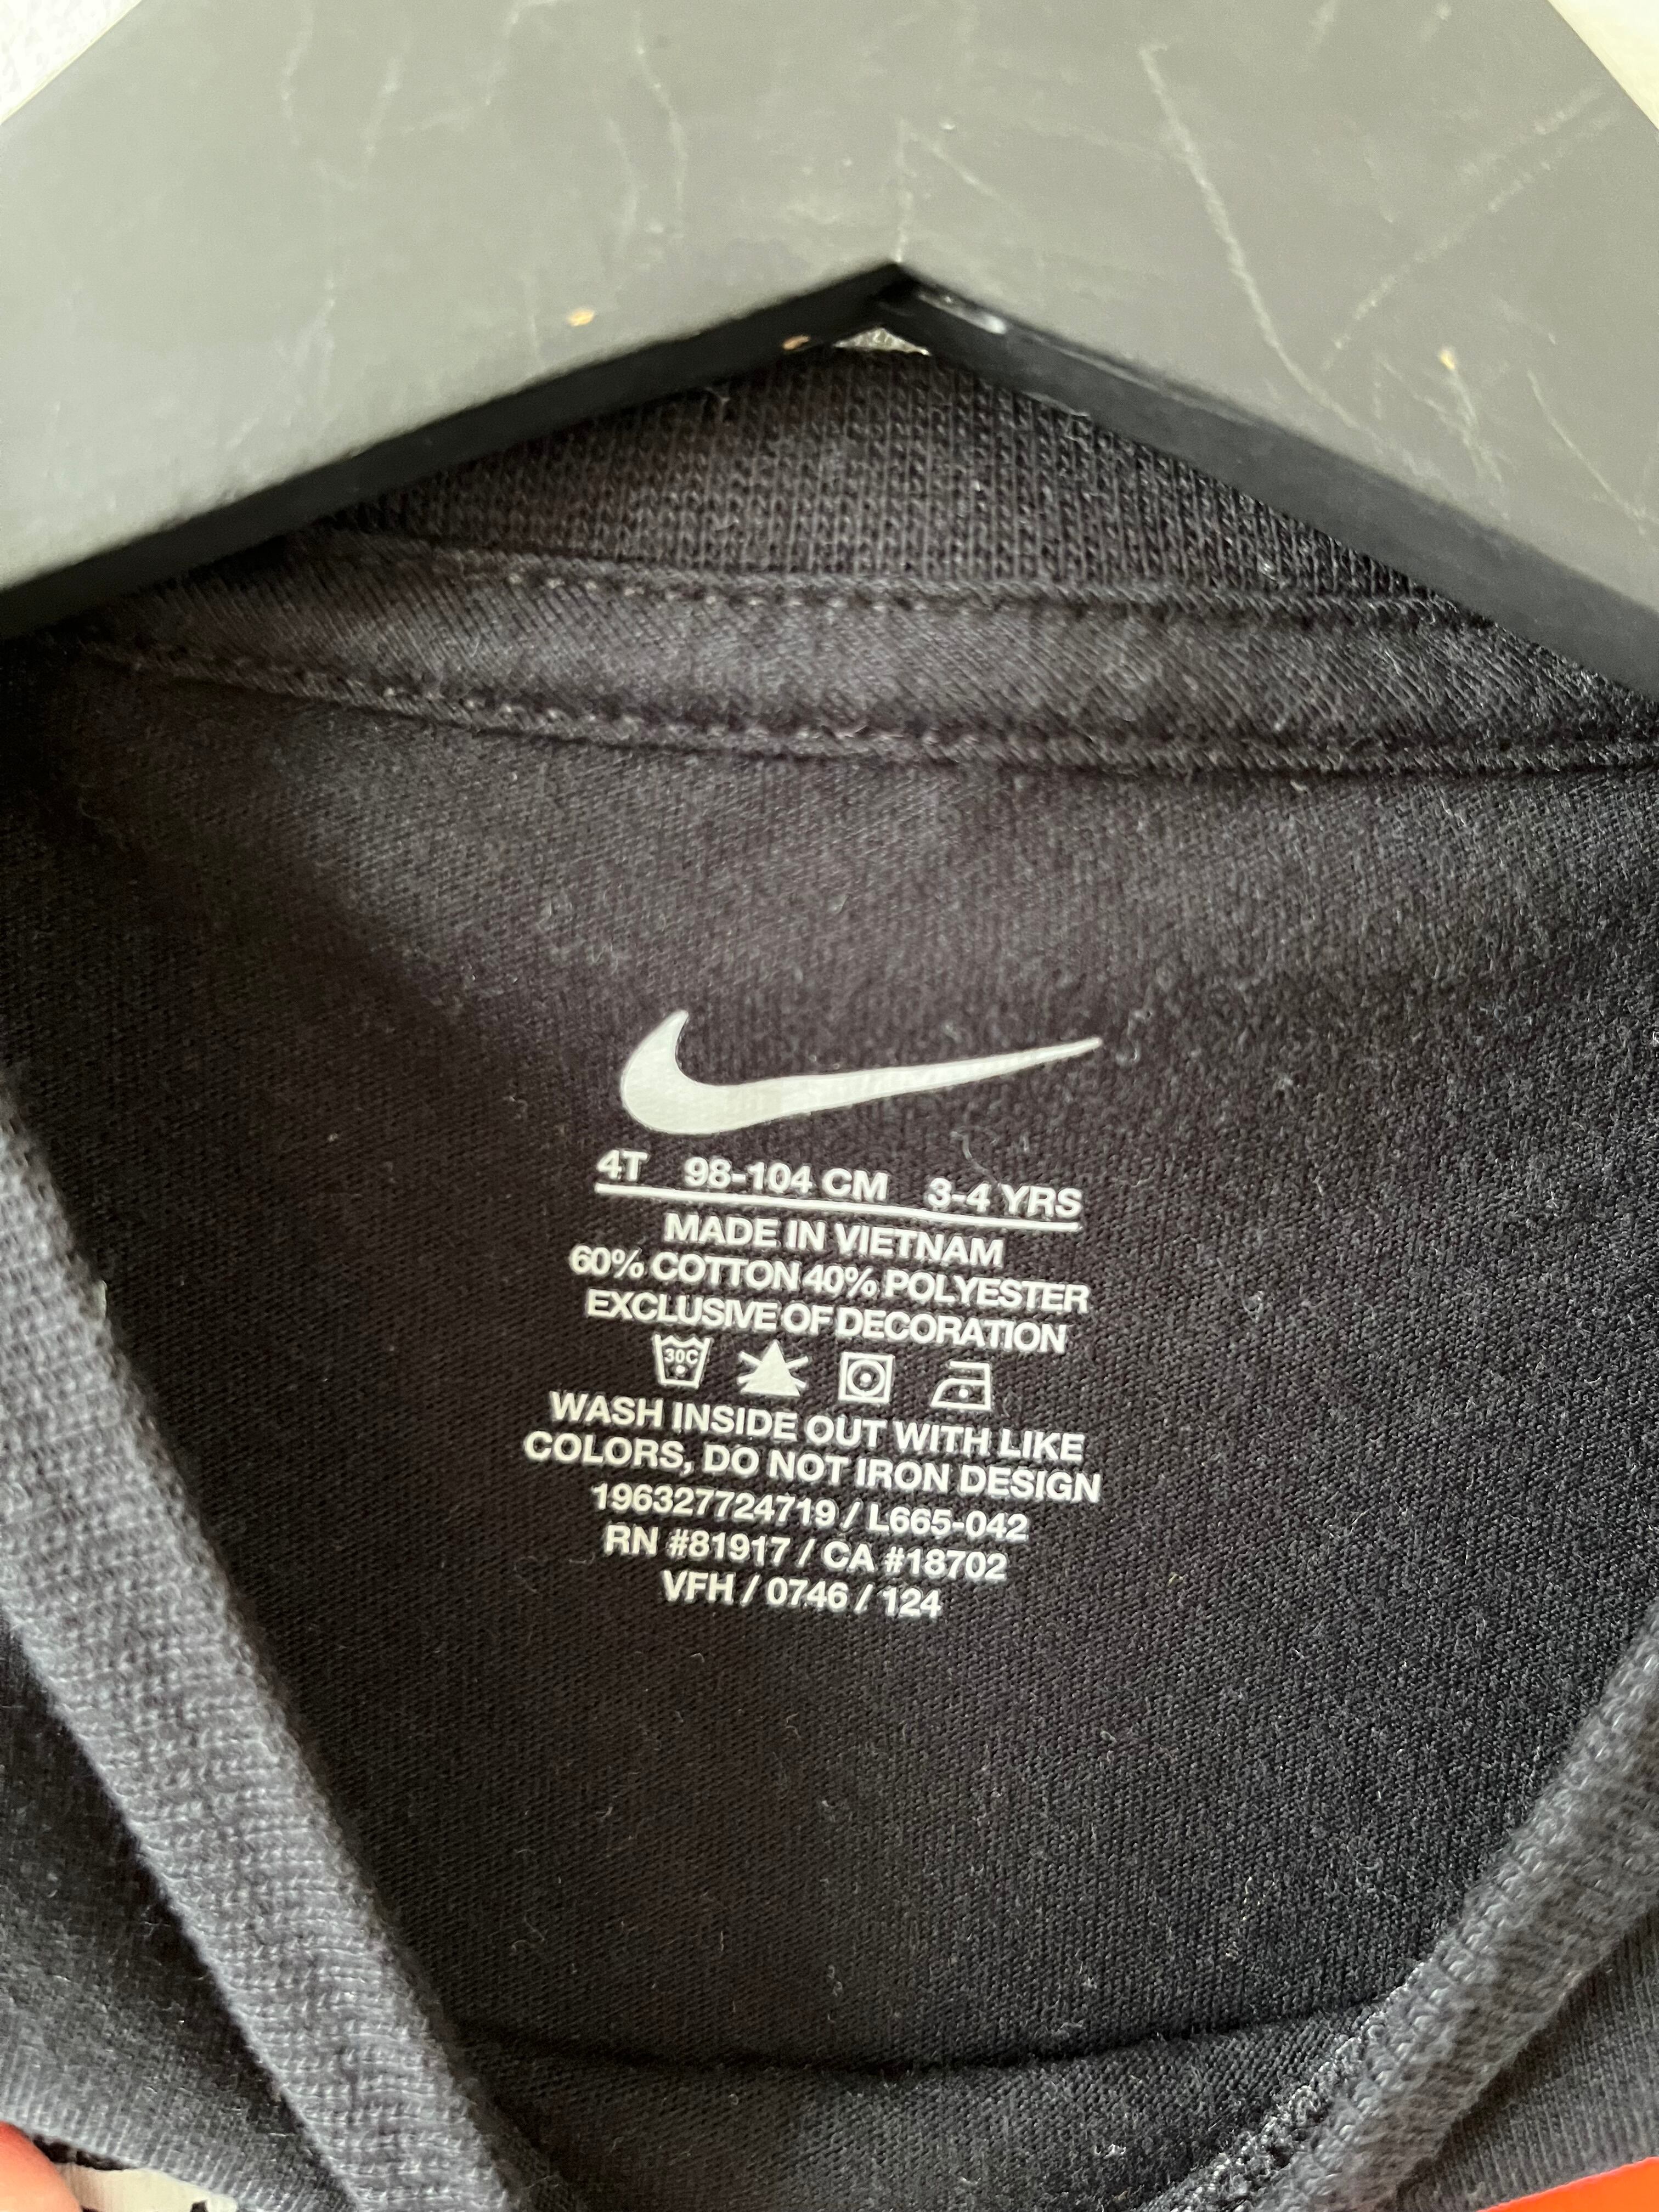 4T 98-104 CM 3-4 YRS
MADE IN VIETNAM
60% COTTON 40% POLYESTER
EXCLUSIVE OF DECORATION
30C
WASH INSIDE OUT WITH LIKE
COLORS, DO NOT IRON DESIGN
196327724719 / L665-042
RN #81917 / CA #18702
VFH / 0746 / 124